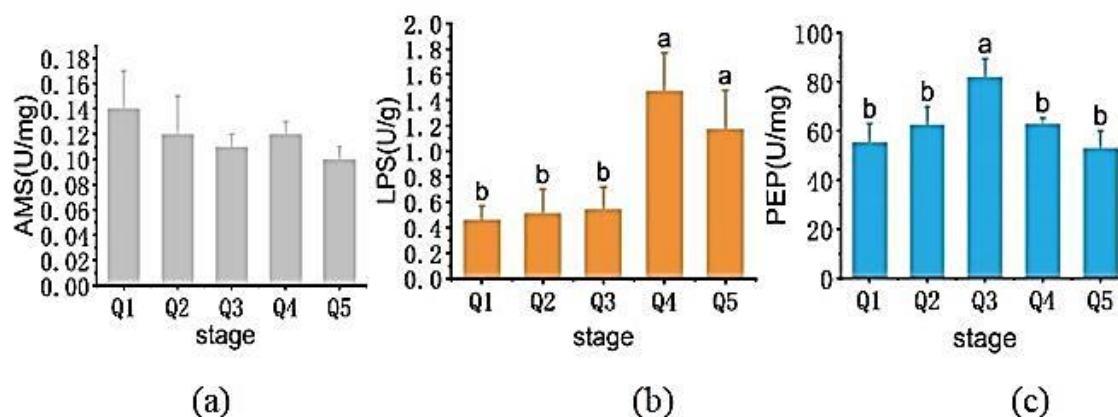 AMS(U/mg)
0.18
0.16
0.14
0.12
0.10
0.08
0.06
0.04
0.02
0.00
Q1 Q2 Q3 Q4 Q5
stage
(a)
LPS(U/g)
2.0
1.8
1.6
1.4
1.2
1.0
0.8
0.6
0.4
0.2
0.0
b b b a a
Q1 Q2 Q3 Q4 Q5
stage
(b)
PEP(U/mg)
100
80
60
40
20
0
b b a b b
Q1 Q2 Q3 Q4 Q5
stage
(c)